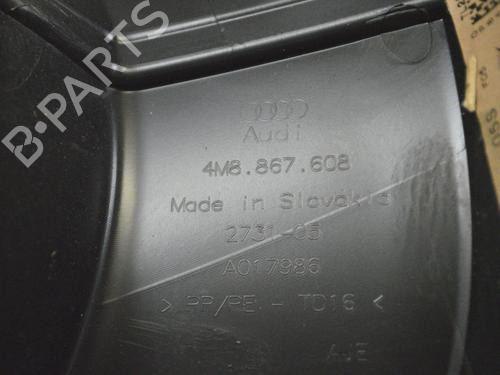 Audi
4M8.867.608
Made in Slovakia
2731-05
A017986
> PP/PE - TD16 <
AJE
B-PARTS